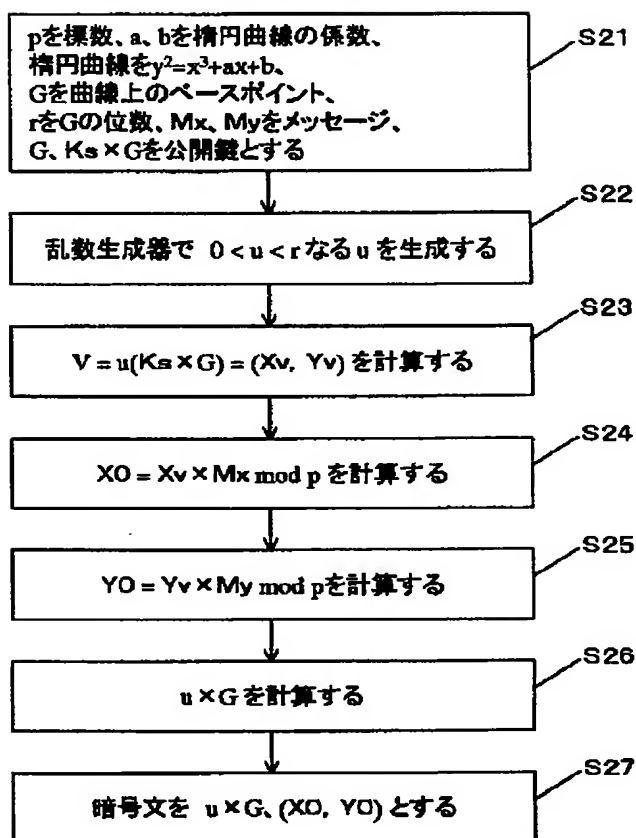 pを標数、a、bを楕円曲線の係数、
楕円曲線をy²=x³+ax+b、
Gを曲線上のベースポイント、
rをGの位数、Mx、Myをメッセージ、
G、Ks×Gを公開鍵とする
S21
乱数生成器で 0<u<rなるuを生成する
S22
V=u(Ks×G)=(Xv, Yv)を計算する
S23
X0=Xv×Mx mod p を計算する
S24
Y0=Yv×My mod pを計算する
S25
u×Gを計算する
S26
暗号文を u×G、(X0, Y0)とする
S27